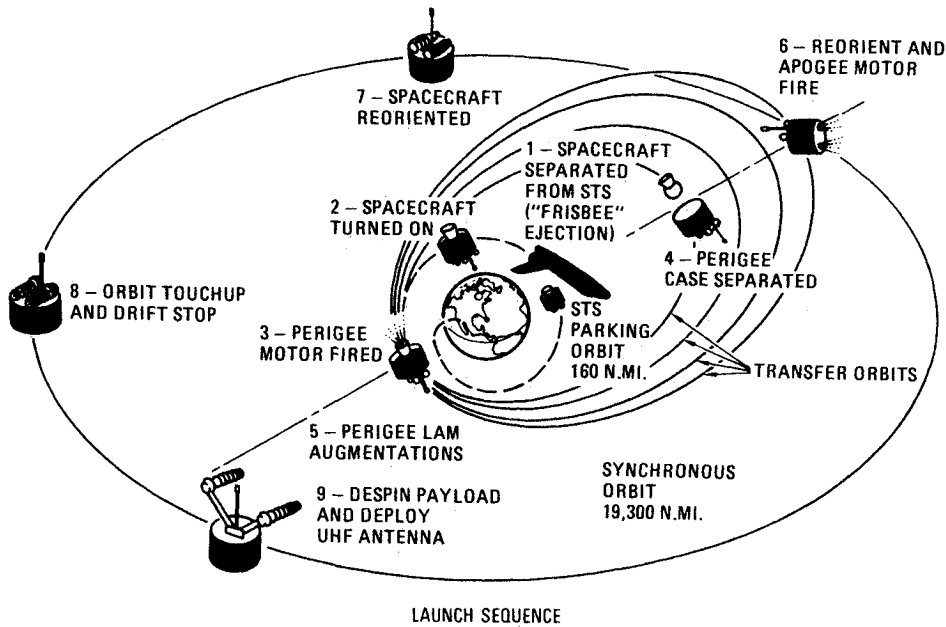 6 – REORIENT AND
APOGEE MOTOR
FIRE
7 – SPACECRAFT
REORIENTED
1 – SPACECRAFT
SEPARATED
FROM STS
("FRISBEE"
EJECTION)
2 – SPACECRAFT
TURNED ON
4 – PERIGEE
CASE SEPARATED
8 – ORBIT TOUCHUP
AND DRIFT STOP
3 – PERIGEE
MOTOR FIRED
STS
PARKING
ORBIT
160 N.MI.
TRANSFER ORBITS
5 – PERIGEE LAM
AUGMENTATIONS
SYNCHRONOUS
ORBIT
19,300 N.MI.
9 – DESPIN PAYLOAD
AND DEPLOY
UHF ANTENNA
LAUNCH SEQUENCE